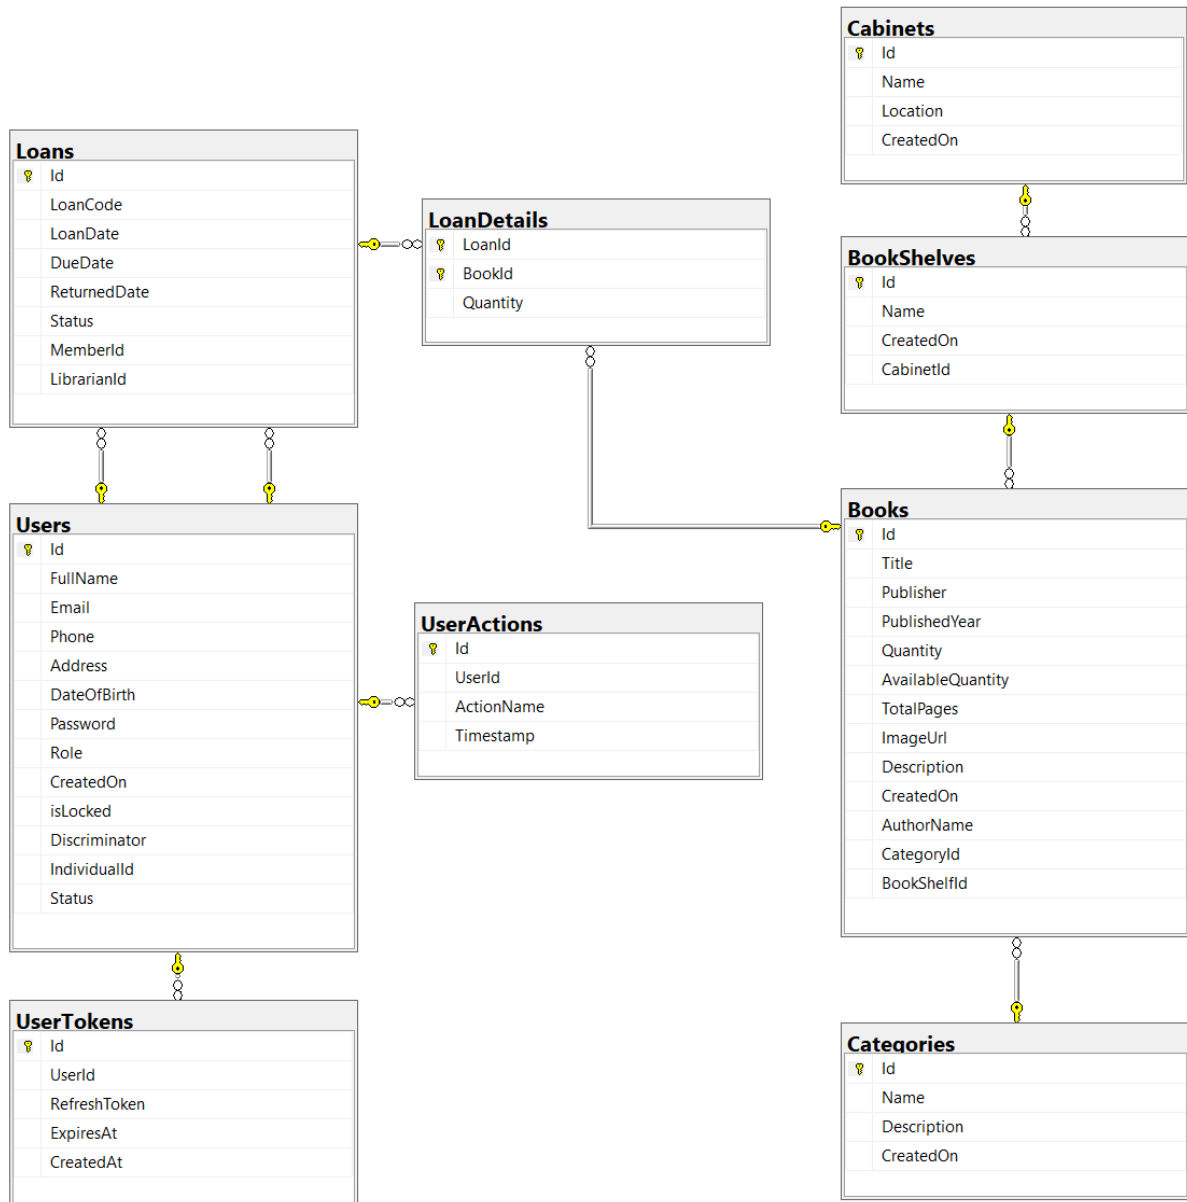 Cabinets
Id
Name
Location
CreatedOn
Loans
Id
LoanCode
LoanDate
DueDate
ReturnedDate
Status
MemberId
LibrarianId
LoanDetails
LoanId
BookId
Quantity
BookShelves
Id
Name
CreatedOn
CabinetId
Users
Id
FullName
Email
Phone
Address
DateOfBirth
Password
Role
CreatedOn
isLocked
Discriminator
IndividualId
Status
UserActions
Id
UserId
ActionName
Timestamp
Books
Id
Title
Publisher
PublishedYear
Quantity
AvailableQuantity
TotalPages
ImageUrl
Description
CreatedOn
AuthorName
CategoryId
BookShelfId
UserTokens
Id
UserId
RefreshToken
ExpiresAt
CreatedAt
Categories
Id
Name
Description
CreatedOn